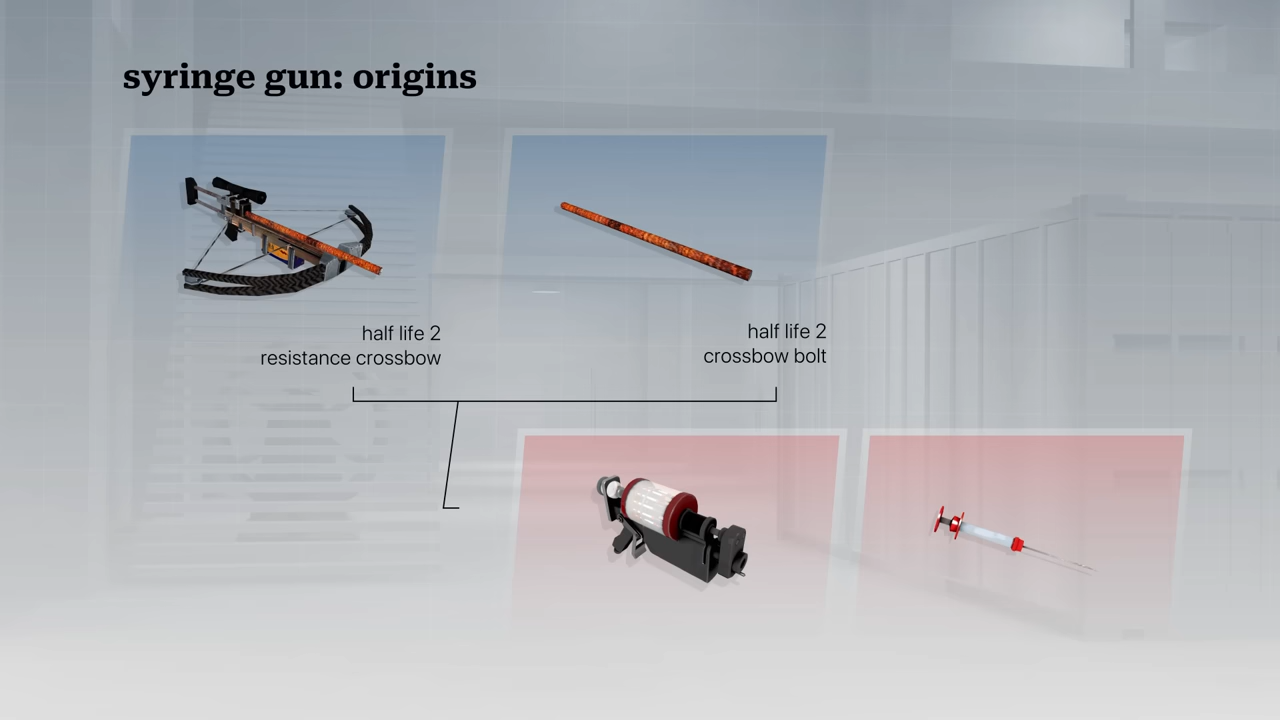 syringe gun: origins
half life 2
resistance crossbow
half life 2
crossbow bolt